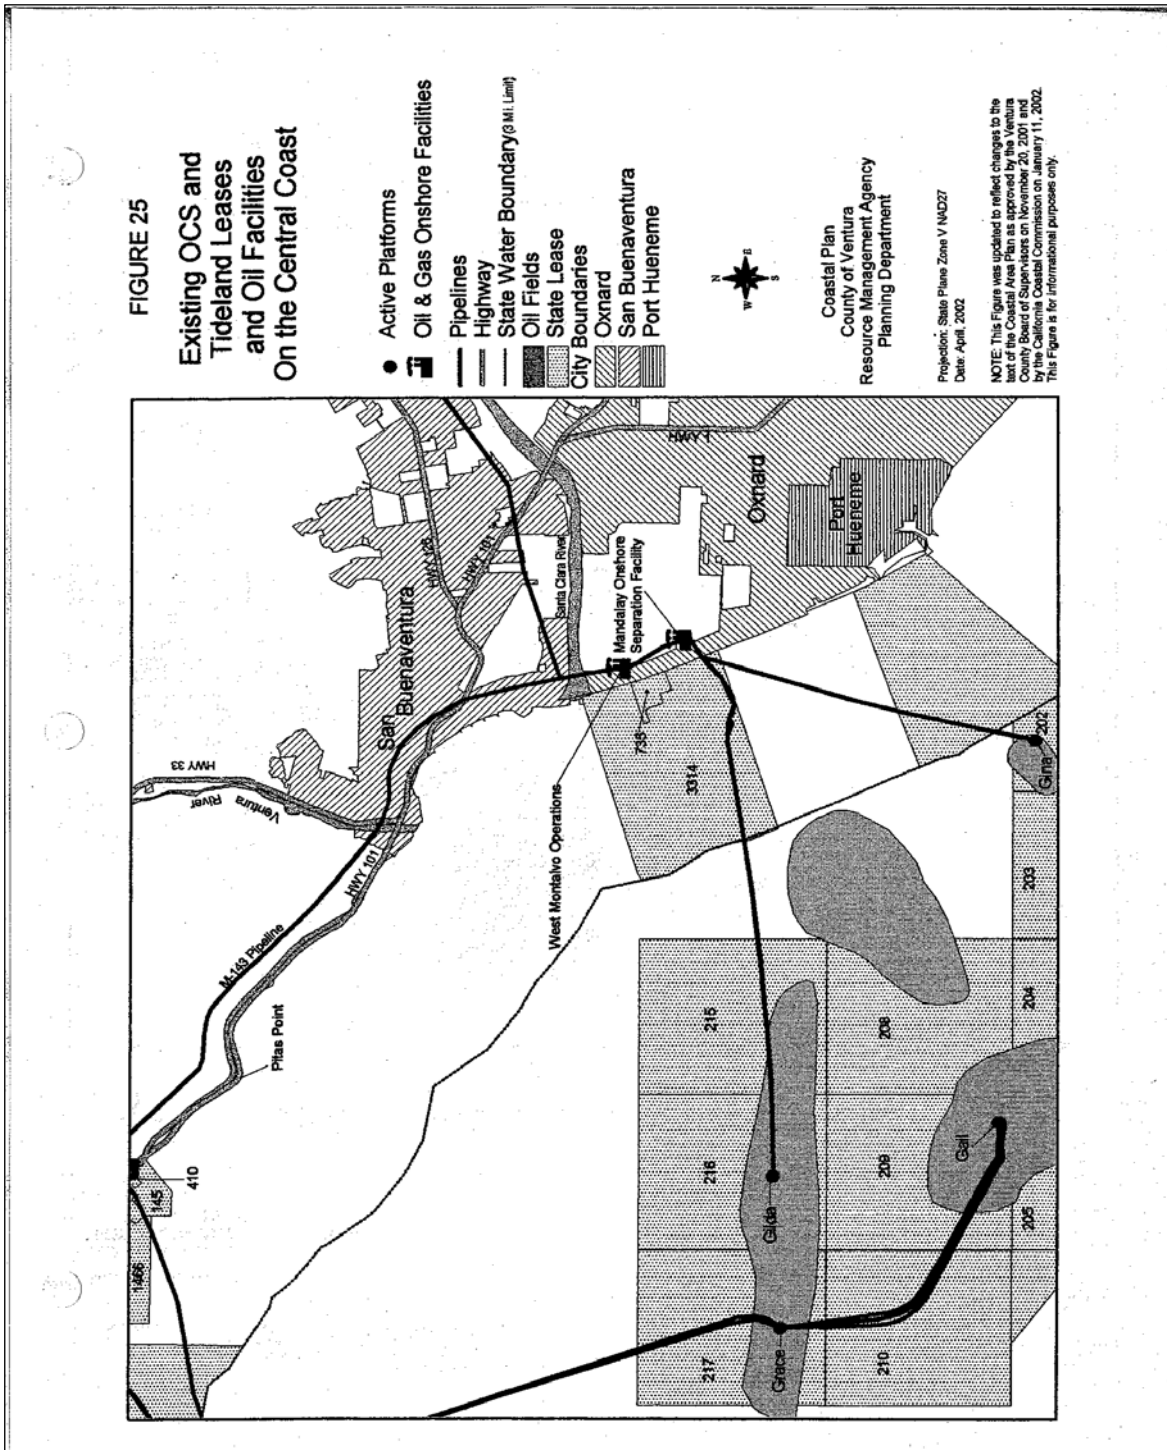 FIGURE 25
Existing OCS and
Tideland Leases
and Oil Facilities
On the Central Coast
Active Platforms
Oil & Gas Onshore Facilities
Pipelines
Highway
State Water Boundary (3 Mi. Limit)
Oil Fields
State Lease
City Boundaries
Oxnard
San Buenaventura
Port Hueneme
N
W
E
S
Coastal Plan
County of Ventura
Resource Management Agency
Planning Department
Projection: State Plane Zone V NAD27
Date: April, 2002
NOTE: This Figure was updated to reflect changes to the
text of the Coastal Area Plan as approved by the Ventura
County Board of Supervisors on November 20, 2001 and
by the California Coastal Commission on January 11, 2002.
This Figure is for informational purposes only.
1466
145
410
Pitas Point
M-143 Pipeline
HWY 101
Ventura
River
HWY 33
San
Buenaventura
HWY 126
HWY 101
Santa Clara River
HWY 1
West Montalvo Operations
Mandalay Onshore
Separation Facility
735
3314
Oxnard
Port
Hueneme
217
216
215
Grace
Gilda
210
209
208
Gail
205
204
203
202
Gina